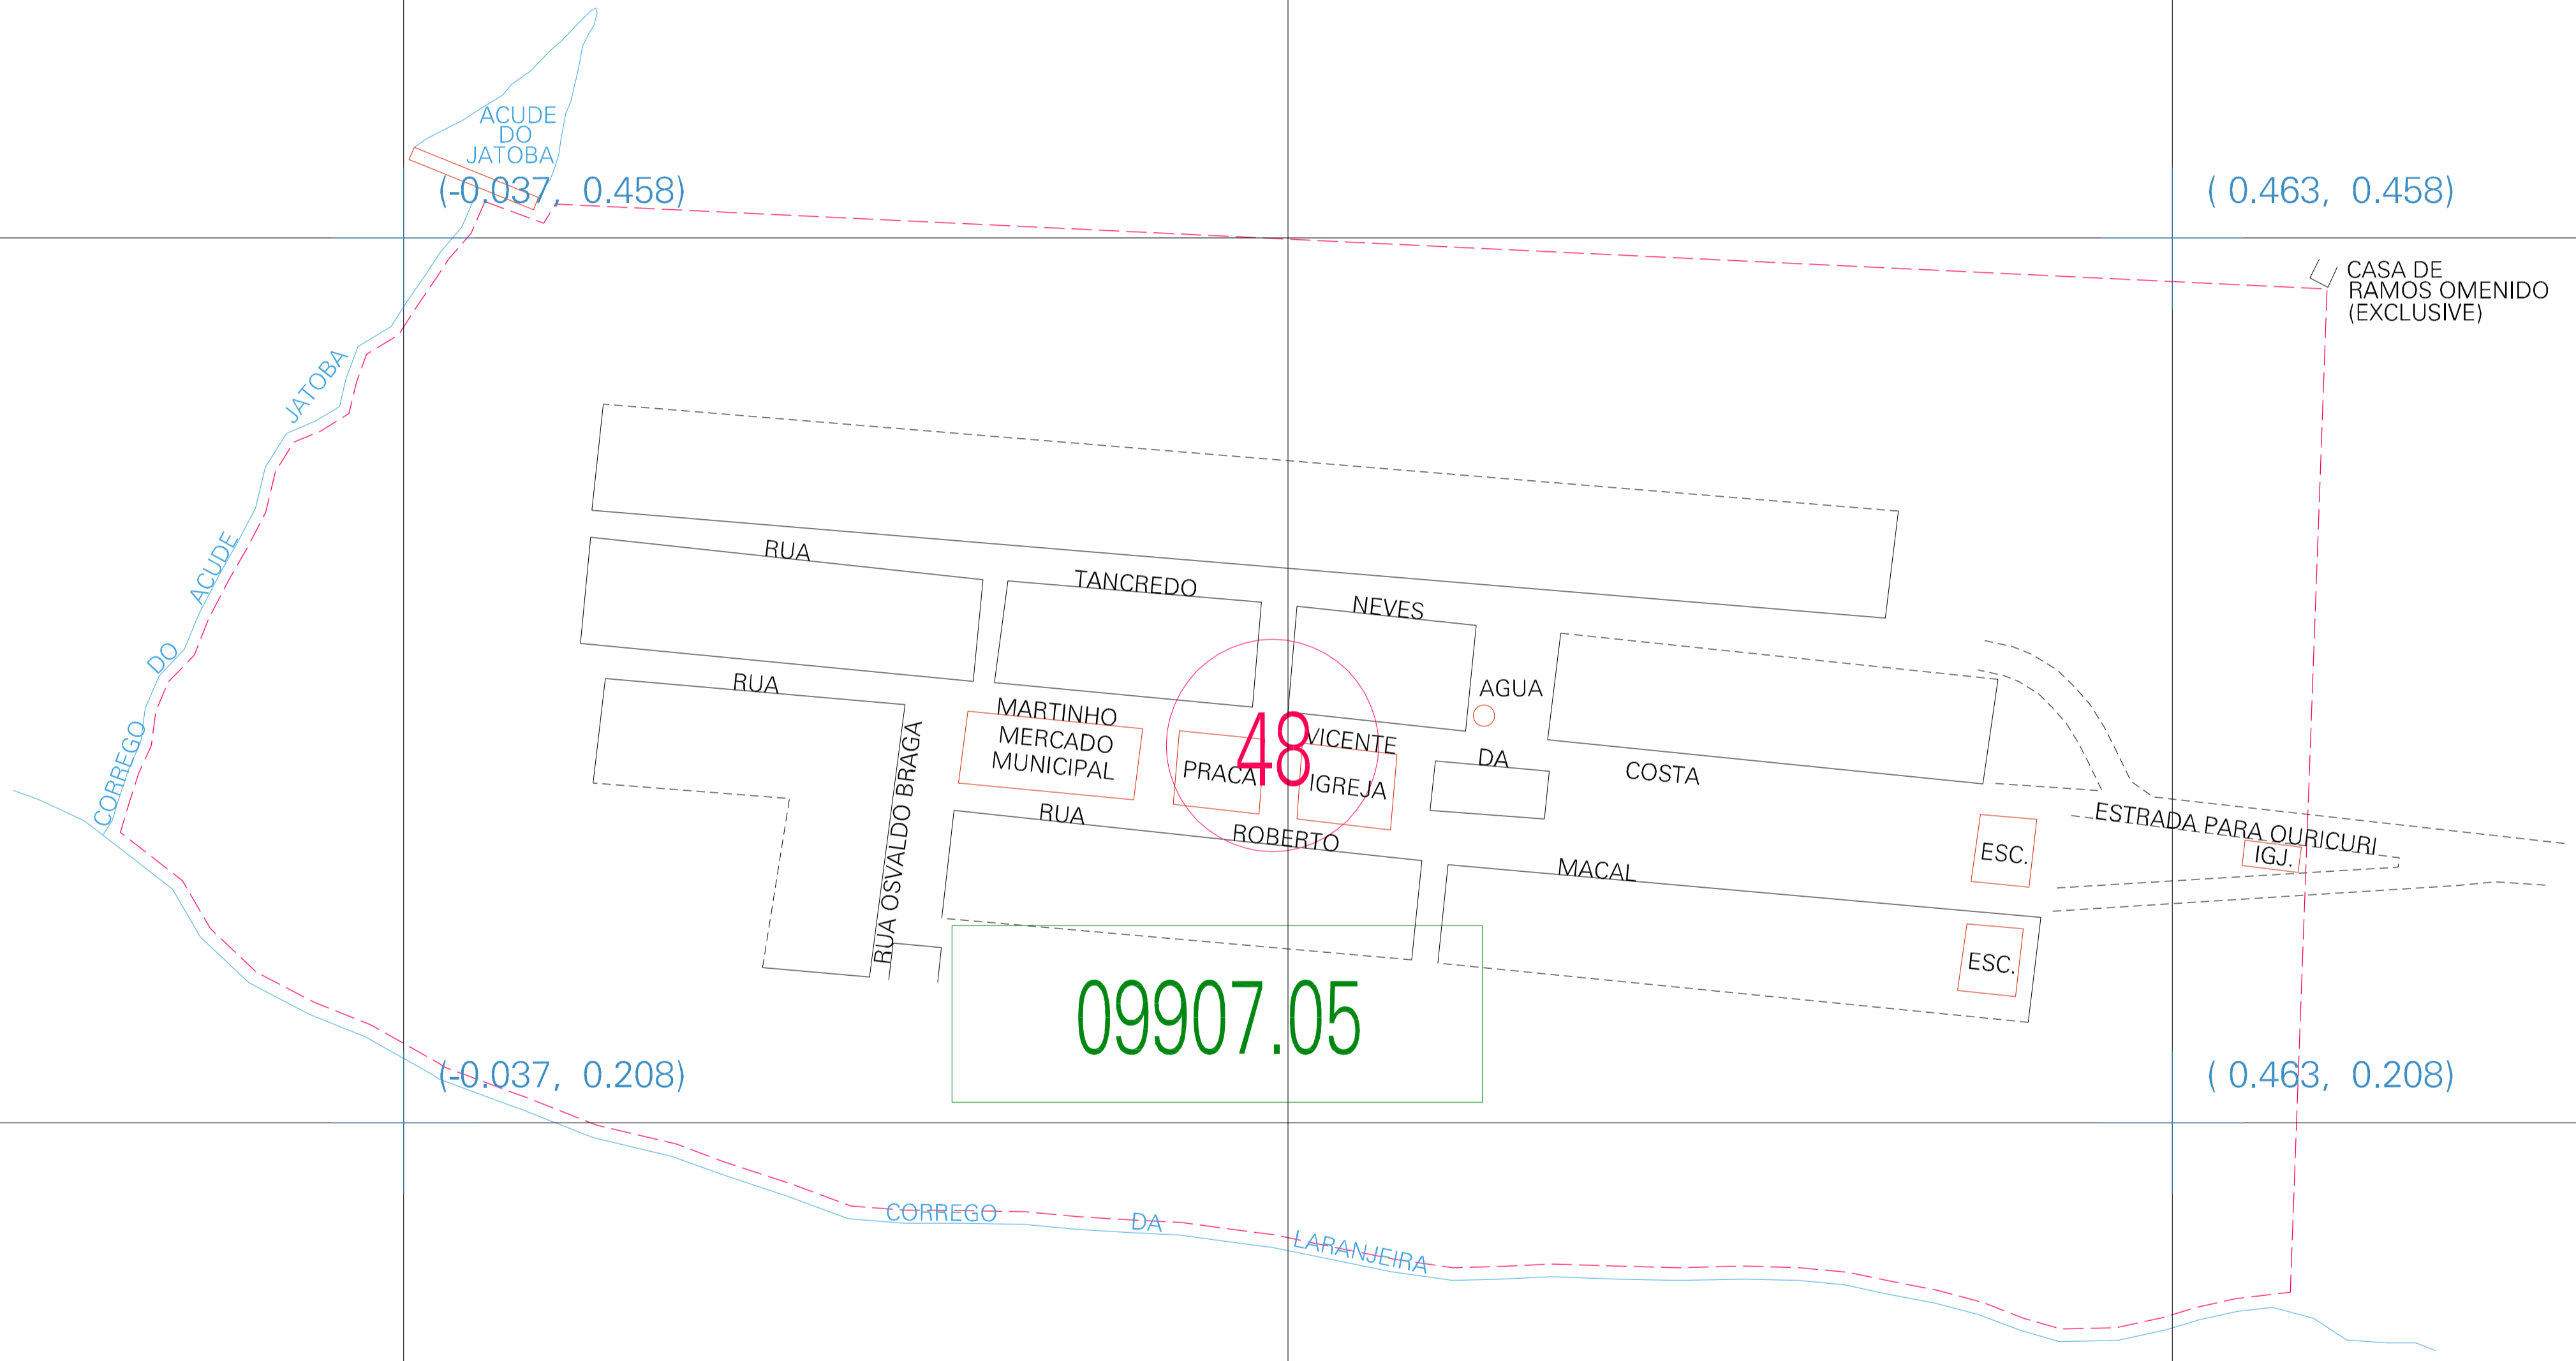 ACUDE
DO
JATOBA
(-0.037, 0.458)
( 0.463, 0.458)
CASA DE
RAMOS OMENIDO
(EXCLUSIVE)
CORREGO DO ACUDE JATOBA
RUA TANCREDO NEVES
RUA MARTINHO VICENTE DA COSTA
AGUA
MERCADO
MUNICIPAL
PRACA
48
IGREJA
RUA OSVALDO BRAGA
RUA ROBERTO MACAL
ESC.
ESTRADA PARA OURICURI
IGJ.
ESC.
09907.05
(-0.037, 0.208)
( 0.463, 0.208)
CORREGO DA LARANJEIRA